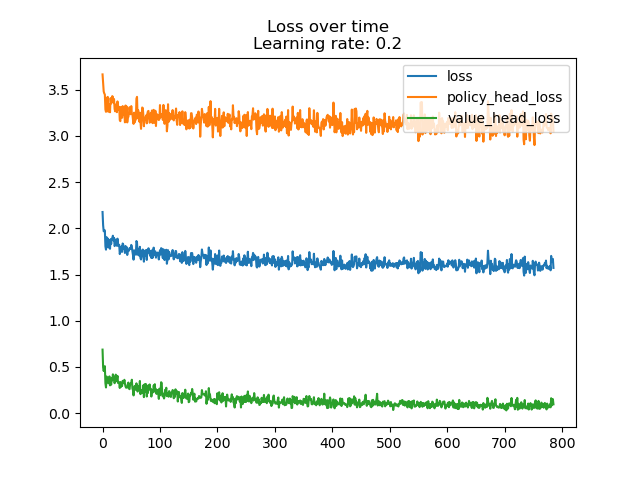 Loss over time
Learning rate: 0.2
loss
policy_head_loss
value_head_loss
3.5
3.0
2.5
2.0
1.5
1.0
0.5
0.0
0 100 200 300 400 500 600 700 800